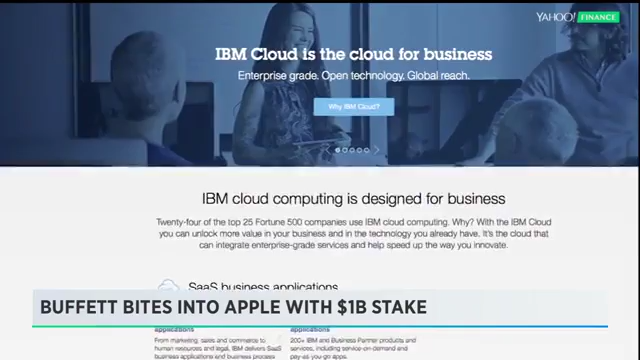 YAHOO! FINANCE
IBM Cloud is the cloud for business
Enterprise grade. Open technology. Global reach.
Why IBM Cloud?
IBM cloud computing is designed for business
Twenty-four of the top 25 Fortune 500 companies use IBM cloud computing. Why? With the IBM Cloud
you can unlock more value in your business and in the technology you already have. It's the cloud that
can integrate enterprise-grade services and help speed up the way you innovate.
SaaS business applications
BUFFETT BITES INTO APPLE WITH $1B STAKE
applications
applications
From marketing, sales and commerce to
human resources and legal, IBM delivers SaaS
business applications and business process
200+ IBM and Business Partner products and
services, including service-on-demand and
pay-as-you-go apps.